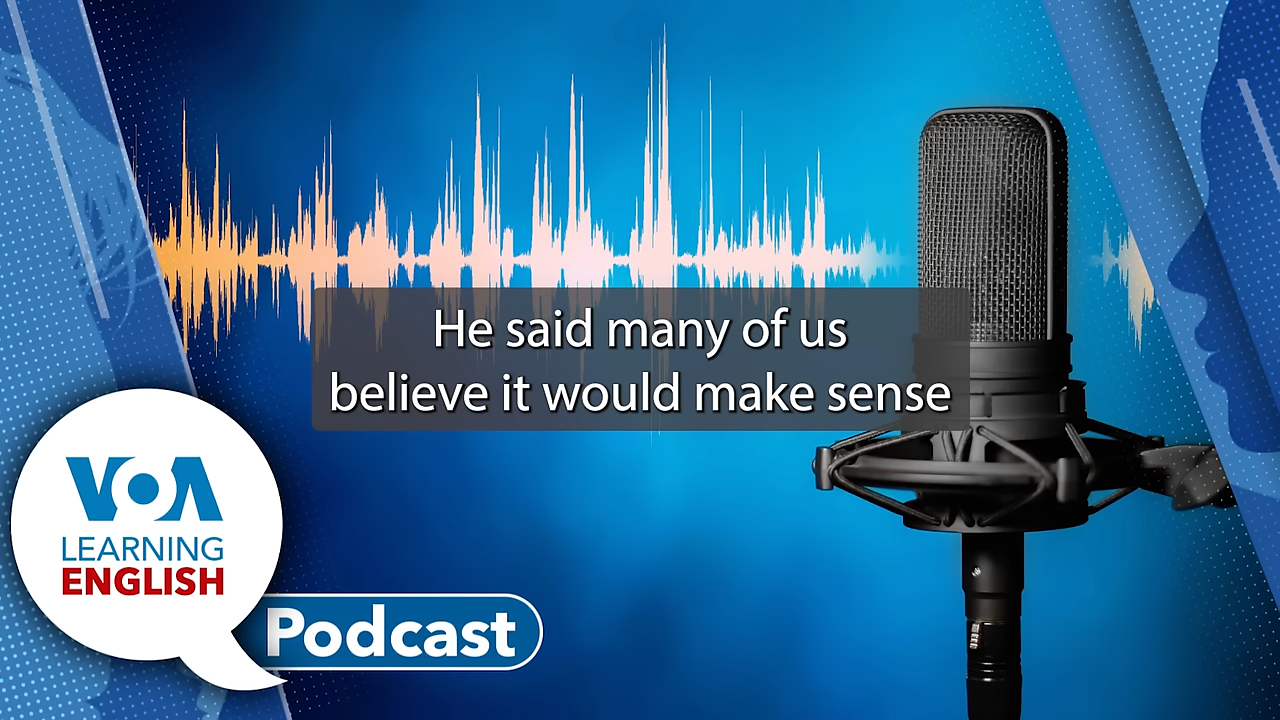 He said many of us
believe it would make sense
VOA
LEARNING
ENGLISH
Podcast